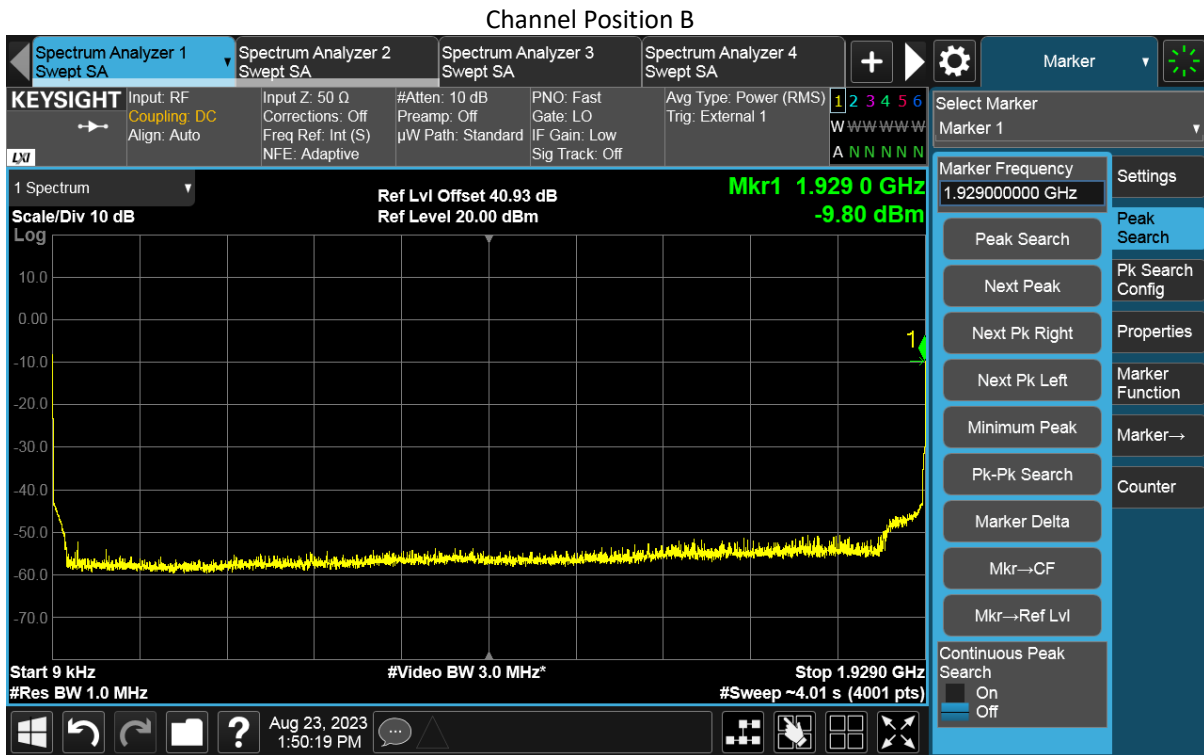 Channel Position B
Spectrum Analyzer 1
Swept SA
Spectrum Analyzer 2
Swept SA
Spectrum Analyzer 3
Swept SA
Spectrum Analyzer 4
Swept SA
+
Marker
KEYSIGHT
LXI
Input: RF
Coupling: DC
Align: Auto
Input Z: 50 Ω
Corrections: Off
Freq Ref: Int (S)
NFE: Adaptive
#Atten: 10 dB
Preamp: Off
µW Path: Standard
PNO: Fast
Gate: LO
IF Gain: Low
Sig Track: Off
Avg Type: Power (RMS)
Trig: External 1
1 2 3 4 5 6
W W W W W W
A N N N N N
Select Marker
Marker 1
1 Spectrum
Scale/Div 10 dB
Log
Ref Lvl Offset 40.93 dB
Ref Level 20.00 dBm
Mkr1 1.929 0 GHz
-9.80 dBm
10.0
0.00
-10.0
-20.0
-30.0
-40.0
-50.0
-60.0
-70.0
1
Start 9 kHz
#Res BW 1.0 MHz
#Video BW 3.0 MHz*
Stop 1.9290 GHz
#Sweep ~4.01 s (4001 pts)
Marker Frequency
1.929000000 GHz
Peak Search
Next Peak
Next Pk Right
Next Pk Left
Minimum Peak
Pk-Pk Search
Marker Delta
Mkr→CF
Mkr→Ref Lvl
Continuous Peak
Search
On
Off
Settings
Peak
Search
Pk Search
Config
Properties
Marker
Function
Marker→
Counter
?
Aug 23, 2023
1:50:19 PM